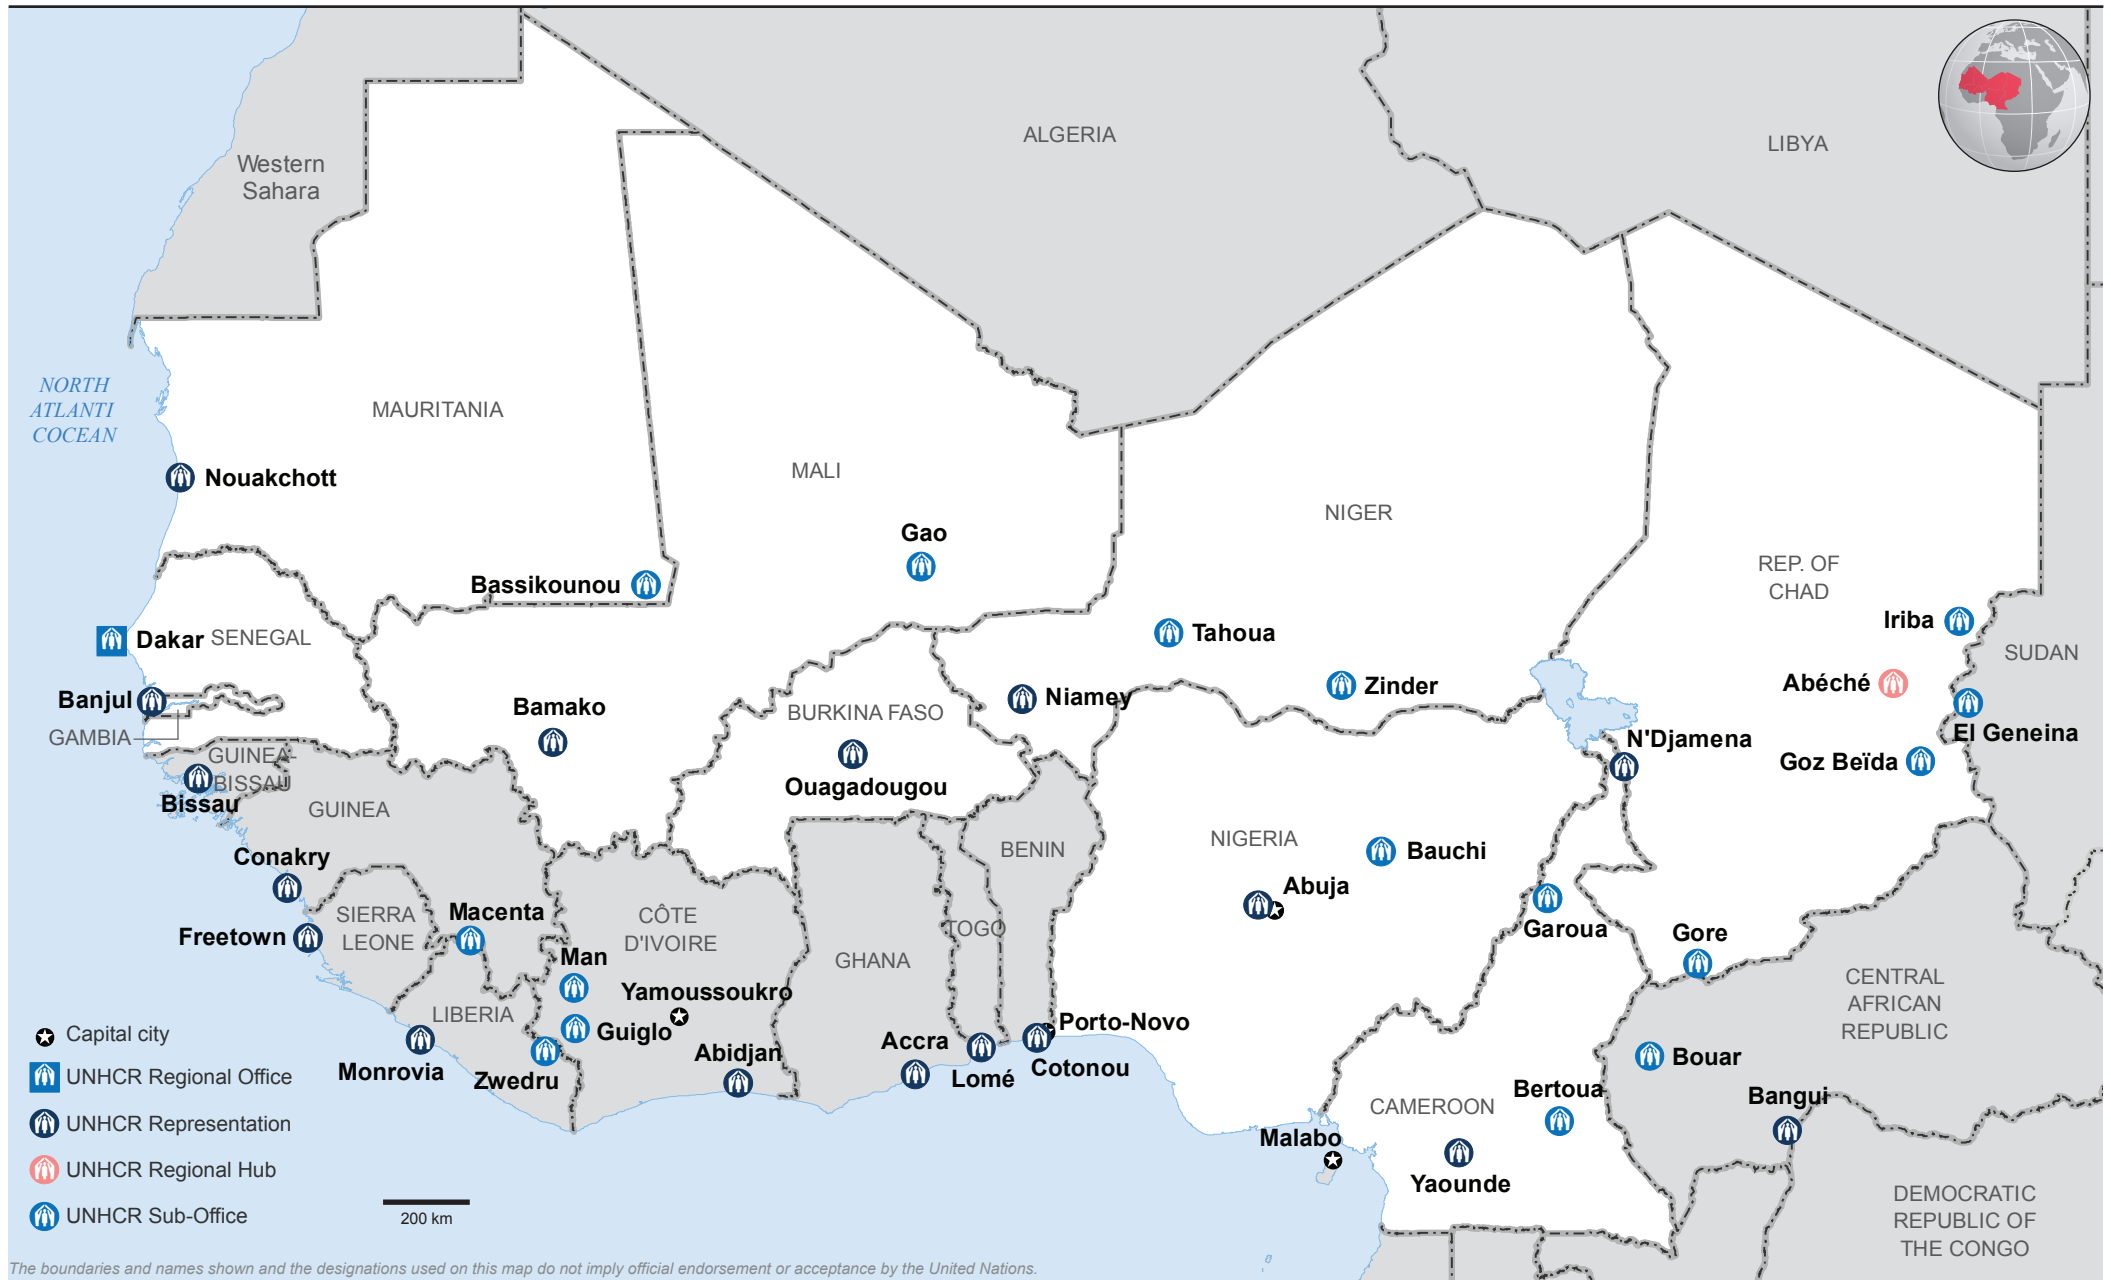 ALGERIA
LIBYA
Western
Sahara
NORTH
ATLANTI
COCEAN
MAURITANIA
MALI
Nouakchott
NIGER
Gao
REP. OF
CHAD
Bassikounou
Iriba
Tahoua
Dakar
SENEGAL
SUDAN
Abéché
Zinder
Banjul
Niamey
Bamako
BURKINA FASO
GAMBIA
El Geneina
N'Djamena
GUINEA-
BISSAU
Goz Beïda
Ouagadougou
Bissau
GUINEA
NIGERIA
BENIN
Bauchi
Conakry
Abuja
SIERRA
LEONE
Macenta
CÔTE
D'IVOIRE
TOGO
Garoua
Gore
Freetown
Man
GHANA
CENTRAL
AFRICAN
REPUBLIC
Yamoussoukro
LIBERIA
Guiglo
Porto-Novo
Capital city
Accra
Abidjan
Bouar
Monrovia
Zwedru
Lomé
Cotonou
UNHCR Regional Office
Bertoua
Bangui
CAMEROON
UNHCR Representation
Malabo
UNHCR Regional Hub
Yaounde
DEMOCRATIC
REPUBLIC OF
THE CONGO
UNHCR Sub-Office
200 km
The boundaries and names shown and the designations used on this map do not imply official endorsement or acceptance by the United Nations.